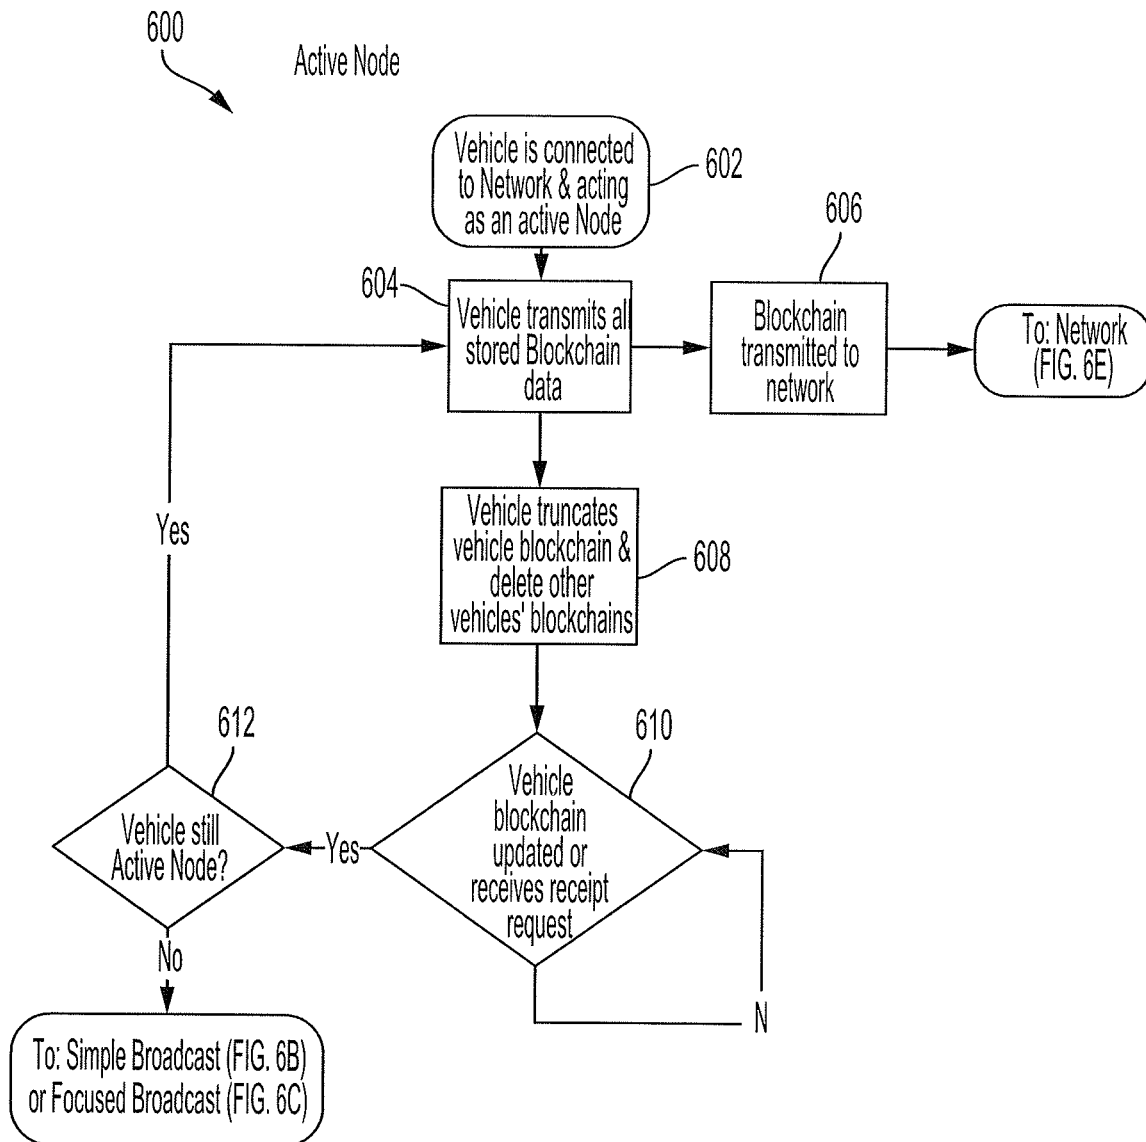 600
Active Node
Vehicle is connected
to Network & acting
as an active Node
602
604
Vehicle transmits all
stored Blockchain
data
606
Blockchain
transmitted to
network
To: Network
(FIG. 6E)
Yes
Vehicle truncates
vehicle blockchain &
delete other
vehicles' blockchains
608
612
Vehicle still
Active Node?
Yes
610
Vehicle
blockchain
updated or
receives receipt
request
No
N
To: Simple Broadcast (FIG. 6B)
or Focused Broadcast (FIG. 6C)